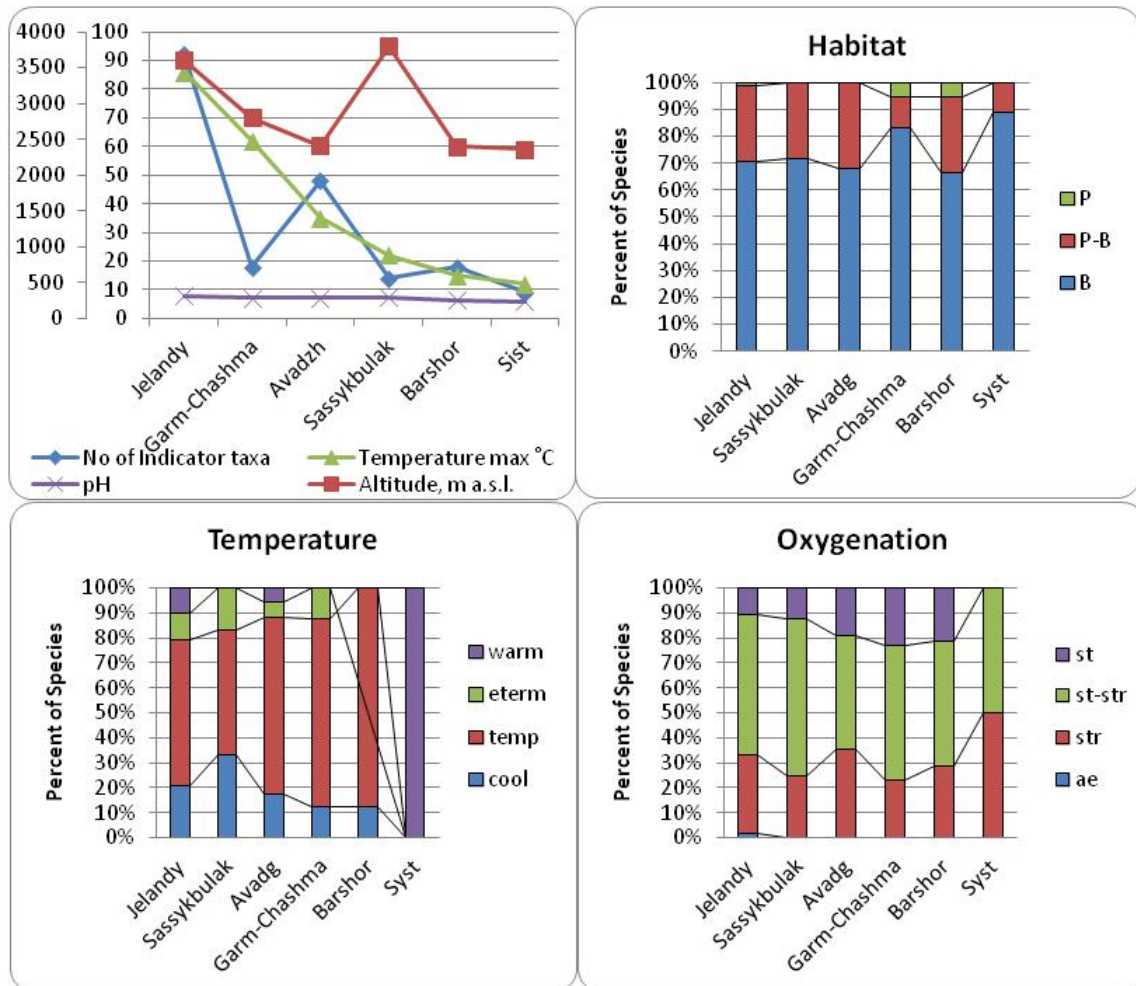 4000 100
3500 90
3000 80
2500 70
2000 60
1500 50
1000 40
500 30
0 20
10
0
Jelandy
Garm-Chashma
Avadzh
Sassykbulak
Barshor
Sist
No of Indicator taxa
Temperature max °C
pH
Altitude, m a.s.l.
Habitat
Percent of Species
100%
90%
80%
70%
60%
50%
40%
30%
20%
10%
0%
P
P-B
B
Jelandy
Sassykbulak
Avadg
Garm-Chashma
Barshor
Syst
Temperature
Percent of Species
100%
90%
80%
70%
60%
50%
40%
30%
20%
10%
0%
warm
eterm
temp
cool
Jelandy
Sassykbulak
Avadg
Garm-Chashma
Barshor
Syst
Oxygenation
Percent of Species
100%
90%
80%
70%
60%
50%
40%
30%
20%
10%
0%
st
st-str
str
ae
Jelandy
Sassykbulak
Avadg
Garm-Chashma
Barshor
Syst